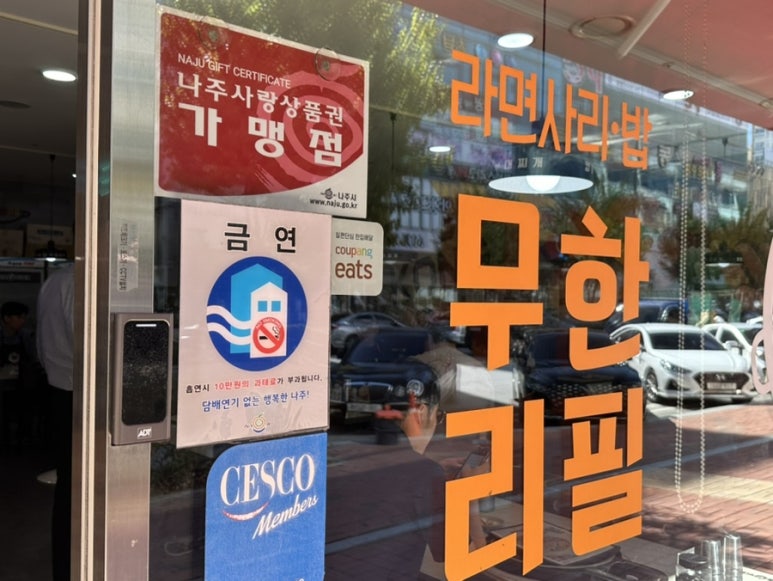 NAJU GIFT CERTIFICATE
나주사랑상품권
가맹점
나주시
www.naju.go.kr
금연
흡연시 10만원의 과태료가 부과됩니다.
담배연기 없는 행복한 나주!
coupang
eats
ADT
CESCO
Members
라면사리·밥
무한
리필